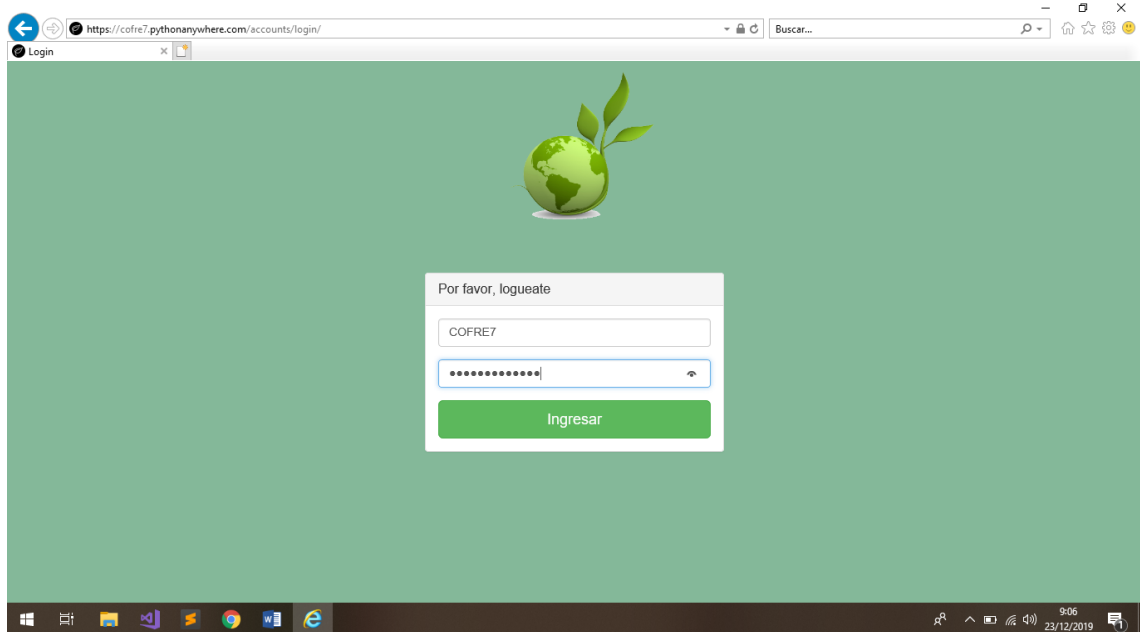 https://cofre7.pythonanywhere.com/accounts/login/
Buscar...
Login
Por favor, logueate
COFRE7
●●●●●●●●●●●●●
Ingresar
9:06
23/12/2019